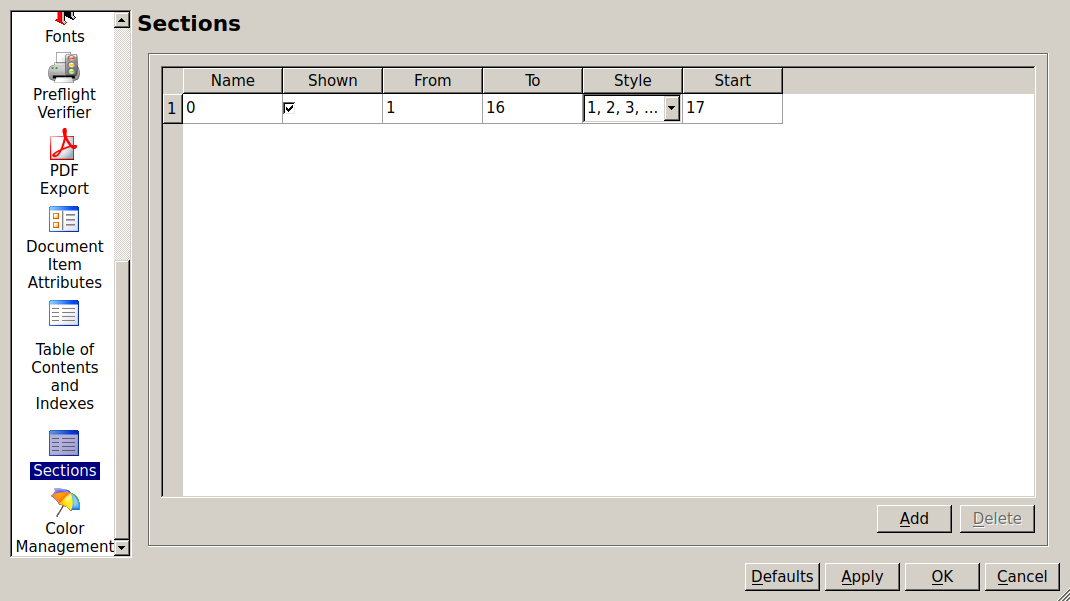 Sections
Fonts
Preflight
Verifier
PDF
Export
Document
Item
Attributes
Table of
Contents
and
Indexes
Sections
Color
Management
Name Shown From To Style Start
1 0 1 16 1, 2, 3, ... 17
Add Delete
Defaults Apply OK Cancel